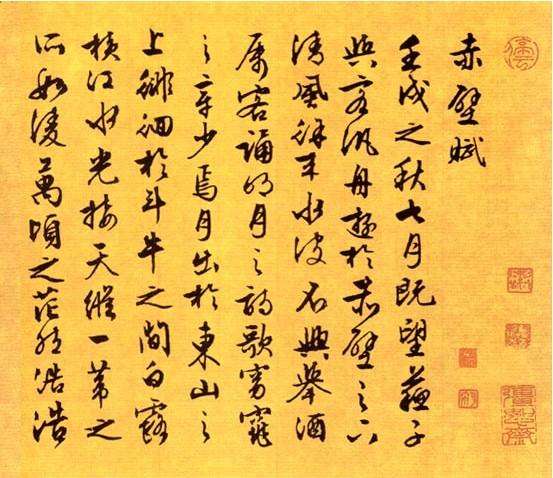 赤壁賦
壬戌之秋七月既望蘇子
與客汎舟遊於赤壁之下
清風徐來水波不興舉酒
屬客誦明月之詩歌窈窕
之章少焉月出於東山之
上徘徊於斗牛之間白露
橫江水光接天縱一葦之
所如凌萬頃之茫然浩浩